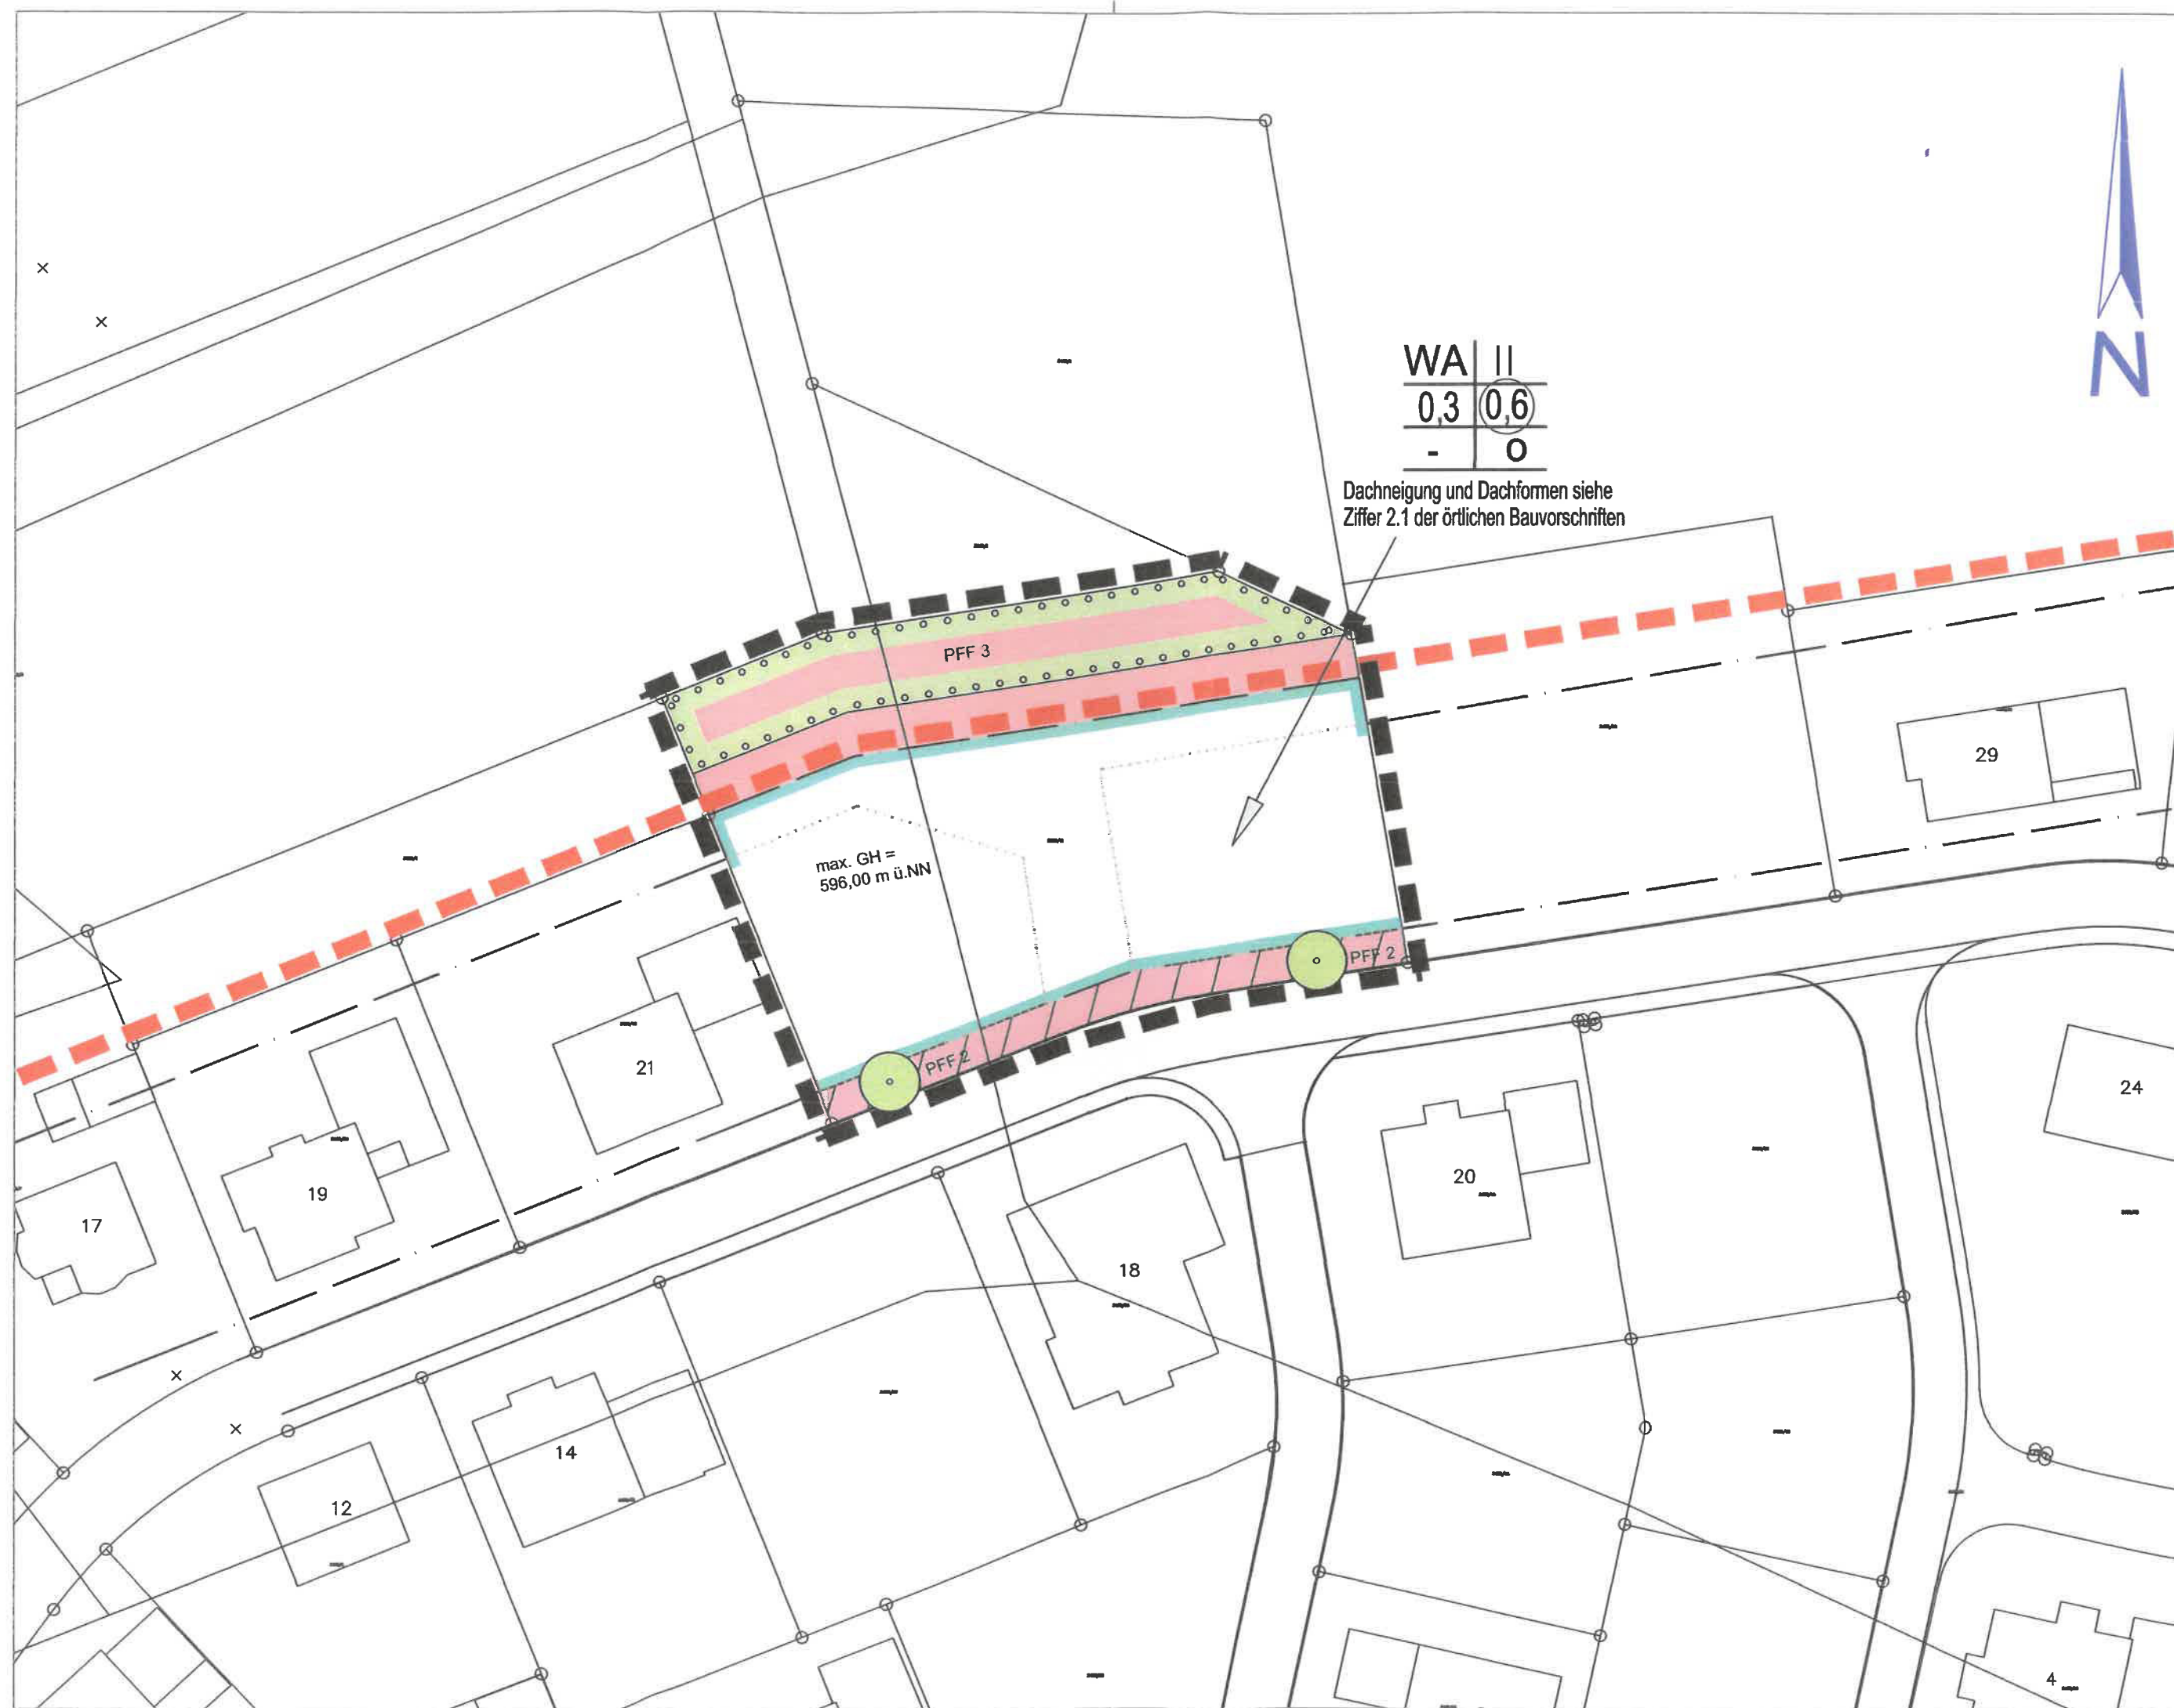 N
WA II
0,3 0,6
- o
Dachneigung und Dachformen siehe
Ziffer 2.1 der örtlichen Bauvorschriften
PFF 3
29
max. GH =
596,00 m ü.NN
PFF 2
PFF 2
21
24
20
19
17
18
14
12
4